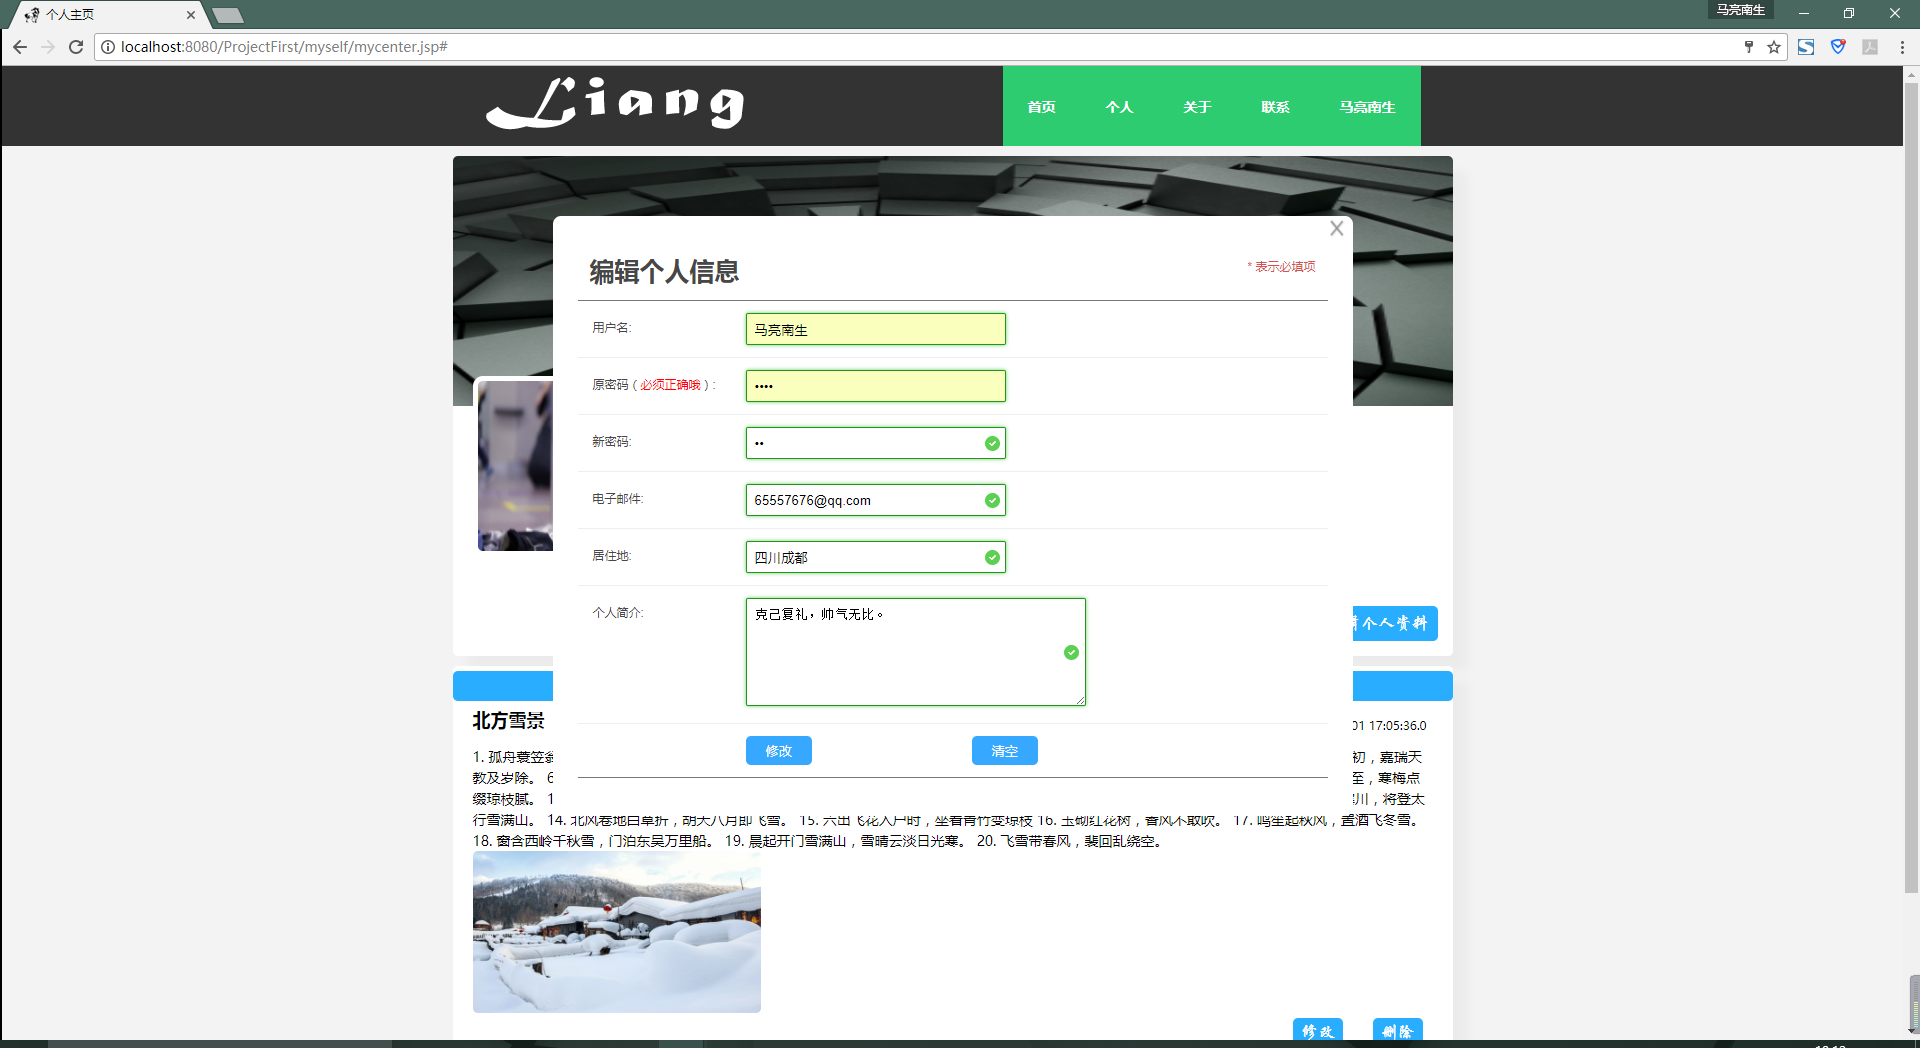 个人主页
马亮南生
localhost:8080/ProjectFirst/myself/mycenter.jsp#
Liang
首页 个人 关于 联系 马亮南生
编辑个人信息
* 表示必填项
用户名: 马亮南生
原密码（必须正确哦）: ••••
新密码: ••
电子邮件: 65557676@qq.com
居住地: 四川成都
个人简介: 克己复礼，帅气无比。
个人资料
修改 清空
北方雪景
01 17:05:36.0
1. 孤舟蓑笠 初，嘉瑞天
教及岁除。 6 至，寒梅点
缀琼枝腻。 1 川，将登太
行雪满山。 14. 北风卷地白草折，胡天八月即飞雪。 15. 六出飞花入户时，坐看青竹变琼枝 16. 玉砌红花树，香风不敢吹。 17. 鸣笙起秋风，置酒飞冬雪。
18. 窗含西岭千秋雪，门泊东吴万里船。 19. 晨起开门雪满山，雪晴云淡日光寒。 20. 飞雪带春风，裴回乱绕空。
修改 删除